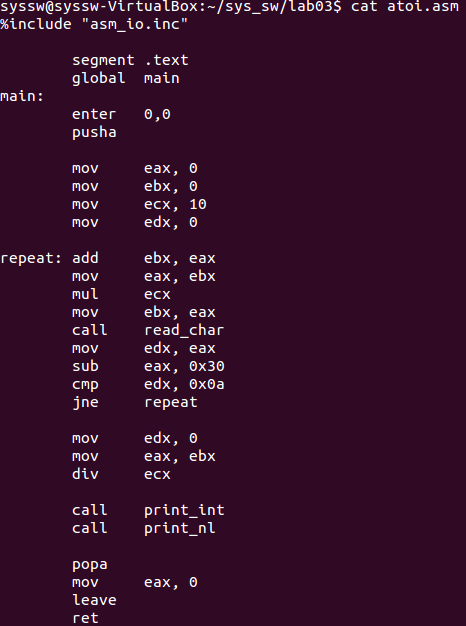 syssw@syssw-VirtualBox:~/sys_sw/lab03$ cat atoi.asm
%include "asm_io.inc"
segment .text
global main
main:
enter 0,0
pusha
mov eax, 0
mov ebx, 0
mov ecx, 10
mov edx, 0
repeat: add ebx, eax
mov eax, ebx
mul ecx
mov ebx, eax
call read_char
mov edx, eax
sub eax, 0x30
cmp edx, 0x0a
jne repeat
mov edx, 0
mov eax, ebx
div ecx
call print_int
call print_nl
popa
mov eax, 0
leave
ret